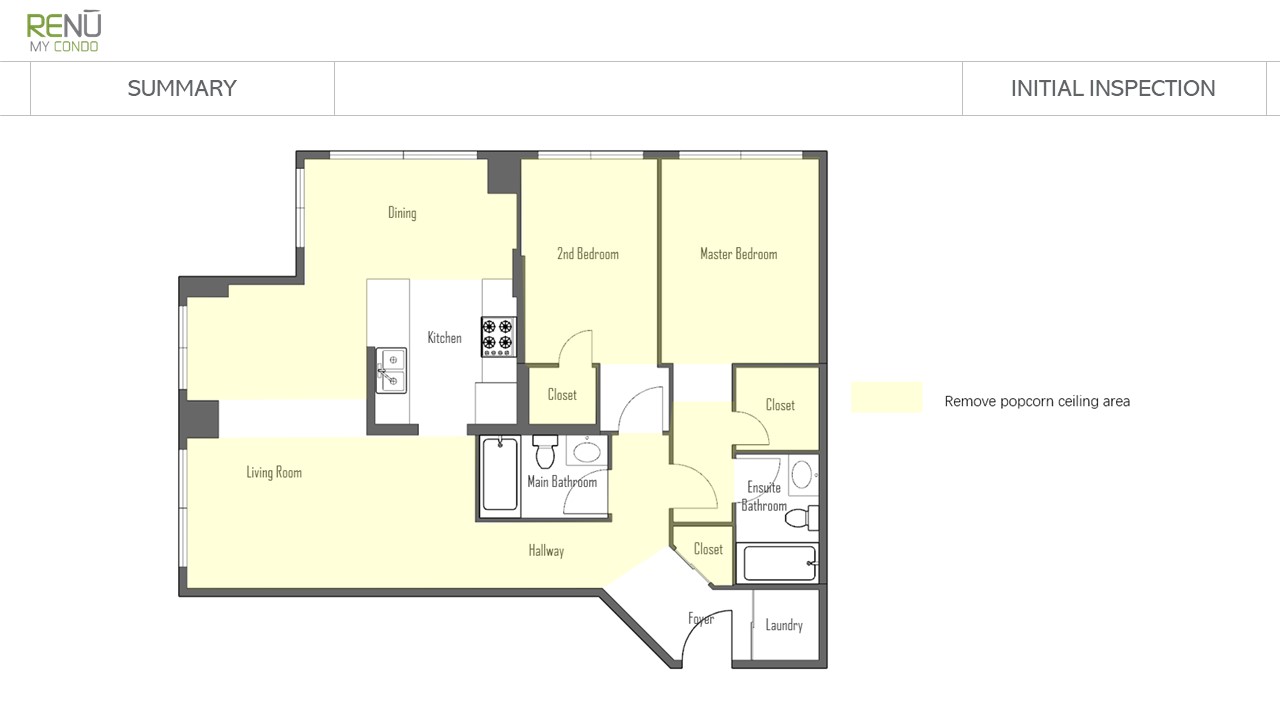 RENŪ
MY CONDO
SUMMARY
INITIAL INSPECTION
Dining
2nd Bedroom
Master Bedroom
Kitchen
Closet
Closet
Remove popcorn ceiling area
Living Room
Main Bathroom
Ensuite
Bathroom
Hallway
Closet
Foyer
Laundry